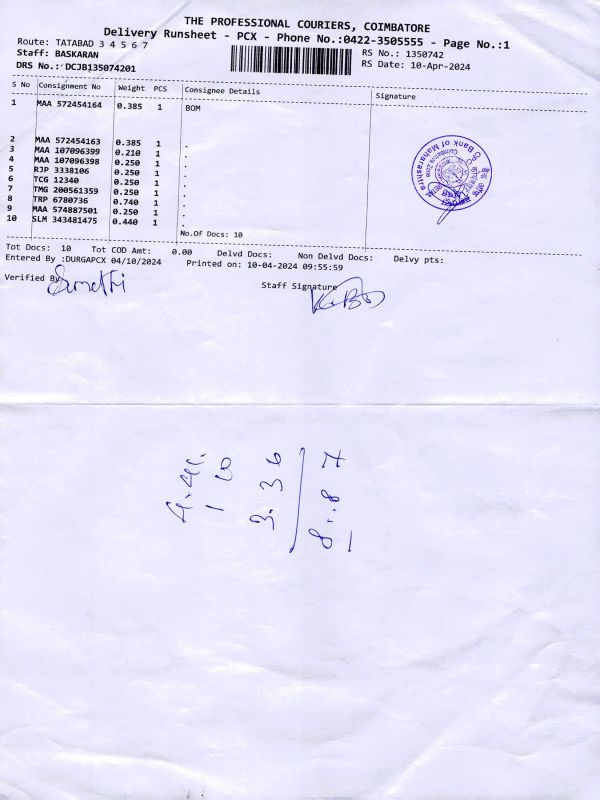 THE PROFESSIONAL COURIERS, COIMBATORE
Delivery Runsheet - PCX - Phone No.:0422-3505555 - Page No.:1
Route: TATABAD 3 4 5 6 7
RS No.: 1350742
Staff: BASKARAN
RS Date: 10-Apr-2024
DRS No.: DCJB135074201
S No Consignment No Weight PCS Consignee Details Signature
1 MAA 572454164 0.385 1 BOM
2 MAA 572454163 0.385 1 .
3 MAA 107096399 0.210 1 .
4 MAA 107096398 0.250 1 .
5 RJP 3338106 0.250 1 .
6 TCG 12340 0.250 1 .
7 TMG 200561359 0.250 1 .
8 TRP 6780736 0.740 1 .
9 MAA 574887501 0.250 1 .
10 SLM 343481475 0.440 1 .
No.Of Docs: 10
Bank of Maharashtra
Coimbatore Zone
Tot Docs: 10 Tot COD Amt: 0.00 Delvd Docs: Non Delvd Docs: Delvy pts:
Entered By :DURGAPCX 04/10/2024 Printed on: 10-04-2024 09:55:59
Verified By
Staff Signature
3.36
8.87